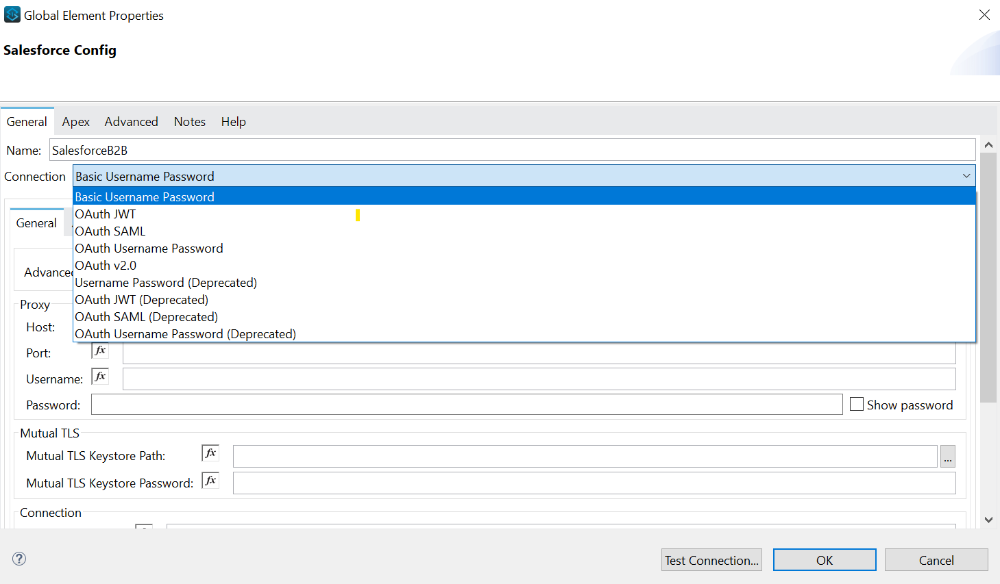 Global Element Properties
Salesforce Config
General Apex Advanced Notes Help
Name: SalesforceB2B
Connection Basic Username Password
Basic Username Password
OAuth JWT
OAuth SAML
General
OAuth Username Password
OAuth v2.0
Advanced
Username Password (Deprecated)
OAuth JWT (Deprecated)
Proxy
OAuth SAML (Deprecated)
Host:
OAuth Username Password (Deprecated)
Port: fx
Username: fx
Password: Show password
Mutual TLS
Mutual TLS Keystore Path: fx ...
Mutual TLS Keystore Password: fx
Connection
? Test Connection... OK Cancel